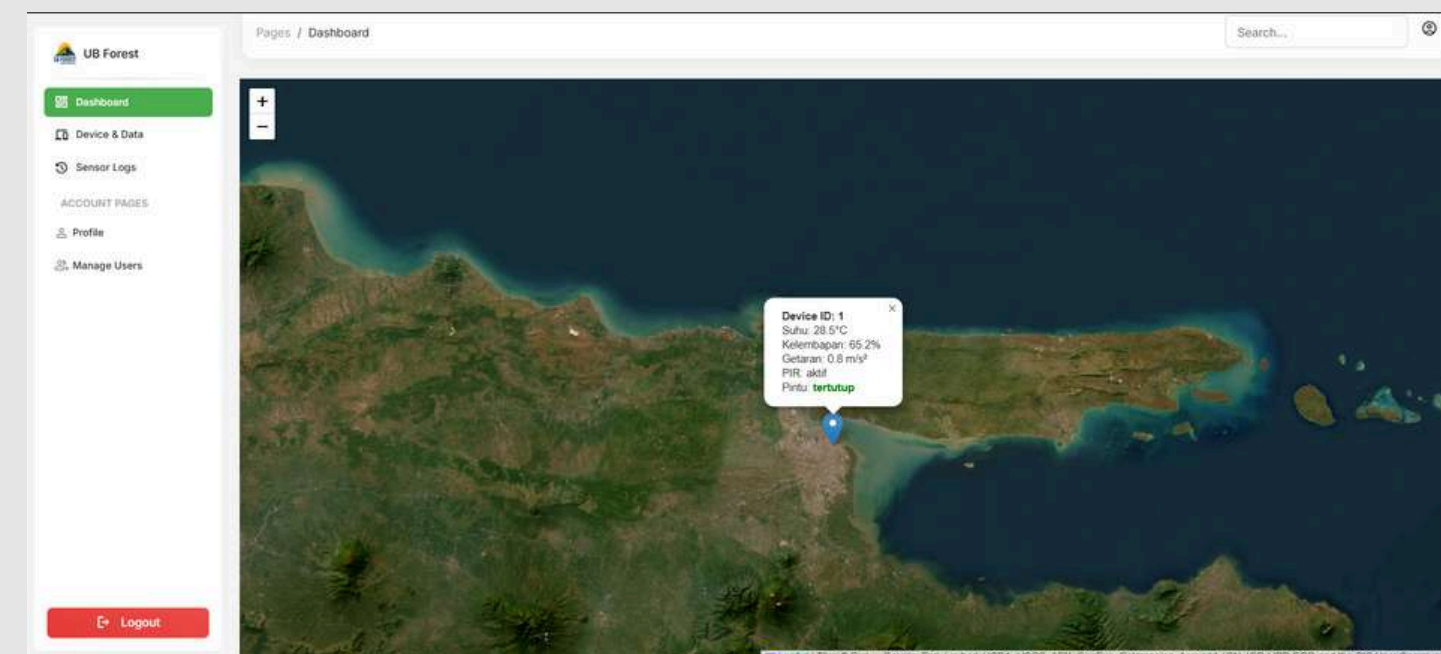 UB Forest
Dashboard
Device & Data
Sensor Logs
ACCOUNT PAGES
Profile
Manage Users
Logout
Pages / Dashboard
Search...
+
−
×
Device ID: 1
Suhu: 28.5°C
Kelembapan: 65.2%
Getaran: 0.8 m/s²
PIR: aktif
Pintu: tertutup